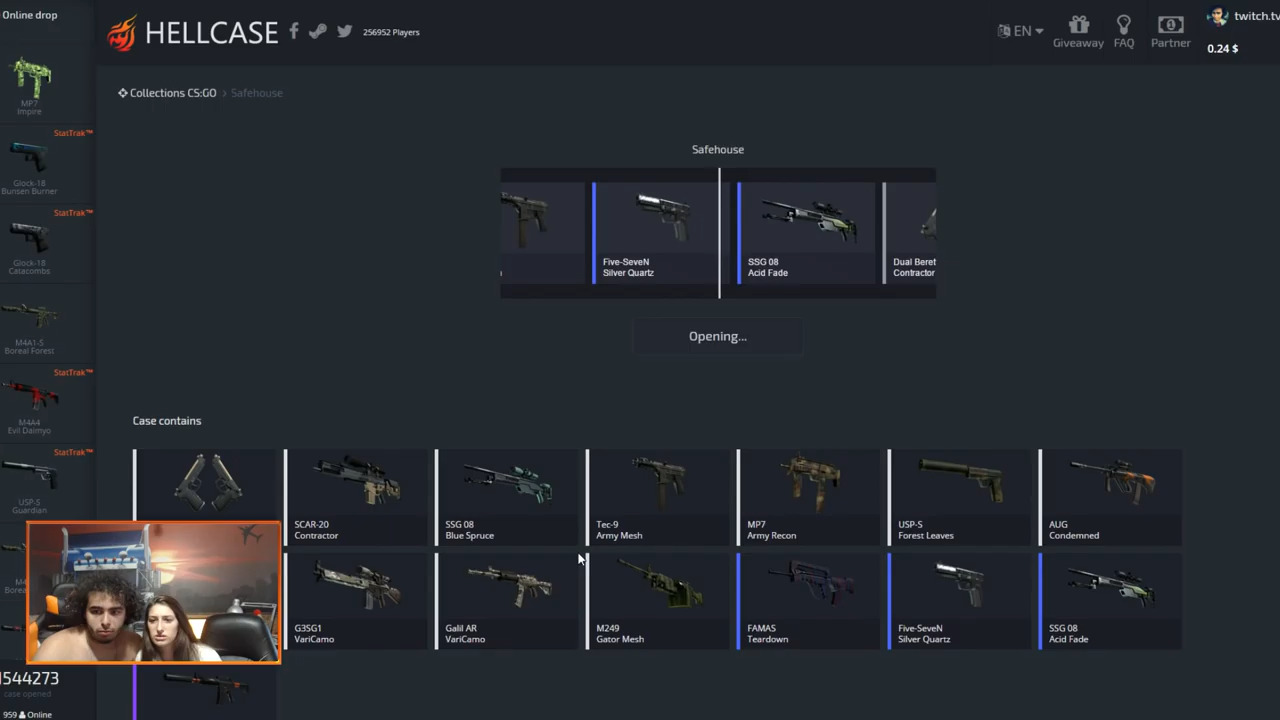 Online drop
HELLCASE
256952 Players
EN
Giveaway
FAQ
Partner
twitch.tv
0.24 $
MP7
Impire
StatTrak™
Glock-18
Bunsen Burner
StatTrak™
Glock-18
Catacombs
M4A1-S
Boreal Forest
StatTrak™
M4A4
Evil Daimyo
StatTrak™
USP-S
Guardian
1544273
case opened
959 Online
Collections CS:GO › Safehouse
Safehouse
Five-SeveN
Silver Quartz
SSG 08
Acid Fade
Dual Beret
Contractor
Opening...
Case contains
SCAR-20
Contractor
SSG 08
Blue Spruce
Tec-9
Army Mesh
MP7
Army Recon
USP-S
Forest Leaves
AUG
Condemned
G3SG1
VariCamo
Galil AR
VariCamo
M249
Gator Mesh
FAMAS
Teardown
Five-SeveN
Silver Quartz
SSG 08
Acid Fade